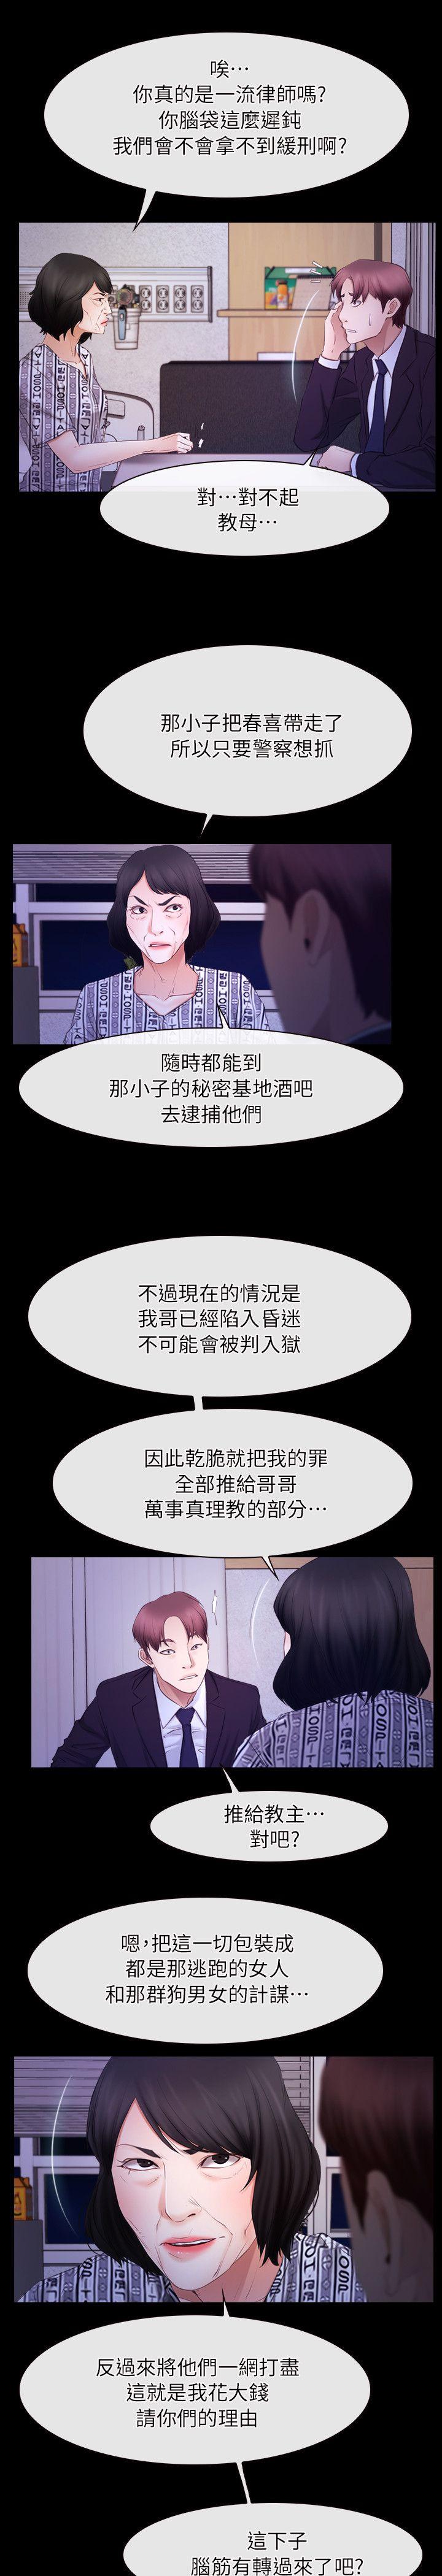 唉…
你真的是一流律師嗎?
你腦袋這麼遲鈍
我們會不會拿不到緩刑啊?
對…對不起
教母…
那小子把春喜帶走了
所以只要警察想抓
隨時都能到
那小子的秘密基地酒吧
去逮捕他們
不過現在的情況是
我哥已經陷入昏迷
不可能會被判入獄
因此乾脆就把我的罪
全部推給哥哥
萬事真理教的部分…
推給教主…
對吧?
嗯,把這一切包裝成
都是那逃跑的女人
和那群狗男女的計謀…
反過來將他們一網打盡
這就是我花大錢
請你們的理由
這下子
腦筋有轉過來了吧?